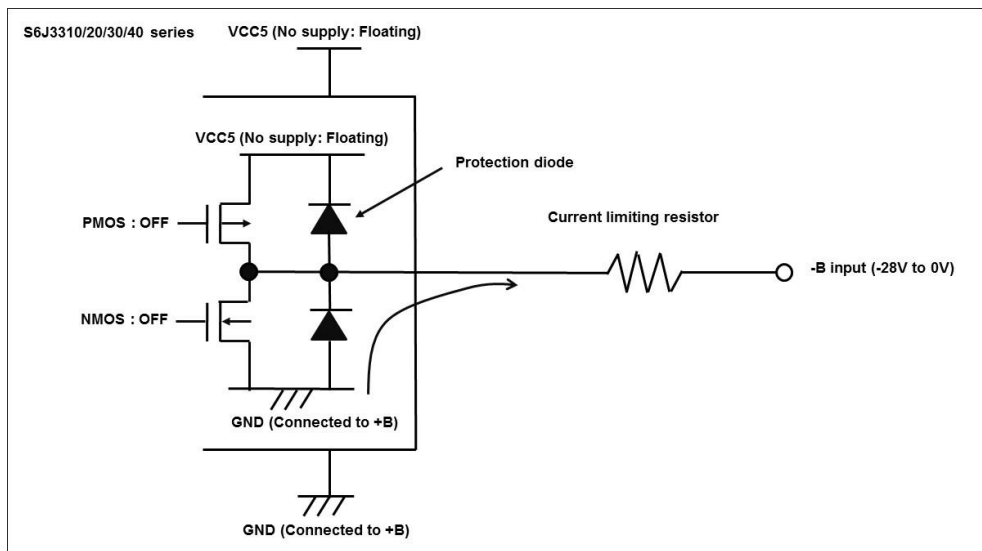 S6J3310/20/30/40 series
VCC5 (No supply: Floating)
VCC5 (No supply: Floating)
Protection diode
PMOS : OFF
Current limiting resistor
-B input (-28V to 0V)
NMOS : OFF
GND (Connected to +B)
GND (Connected to +B)